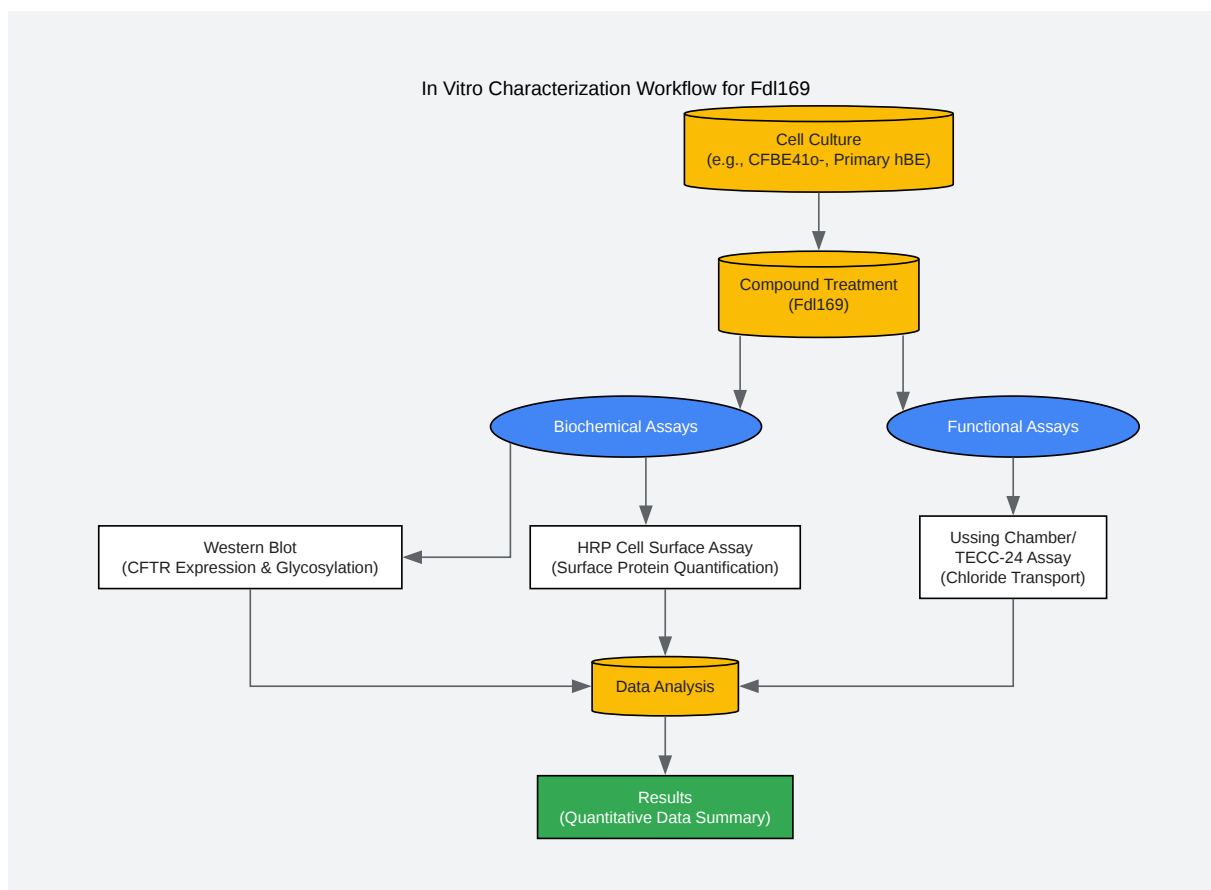 In Vitro Characterization Workflow for Fdl169
Cell Culture
(e.g., CFBE41o-, Primary hBE)
Compound Treatment
(Fdl169)
Biochemical Assays
Functional Assays
Western Blot
(CFTR Expression & Glycosylation)
HRP Cell Surface Assay
(Surface Protein Quantification)
Ussing Chamber/
TECC-24 Assay
(Chloride Transport)
Data Analysis
Results
(Quantitative Data Summary)